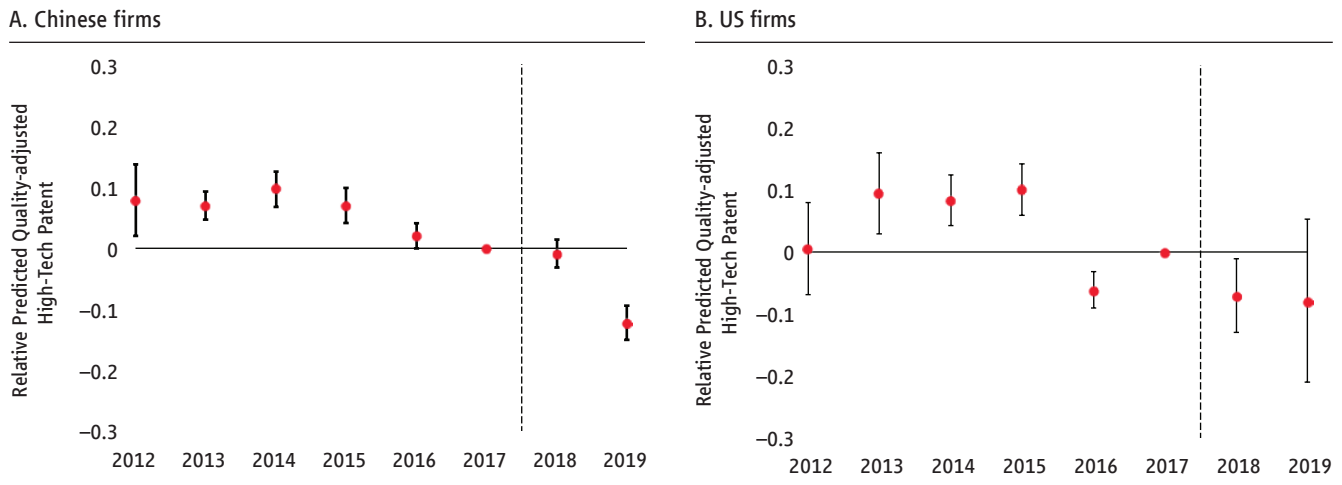 A. Chinese firms
Relative Predicted Quality-adjusted
High-Tech Patent
0.3
0.2
0.1
0
–0.1
–0.2
–0.3
2012 2013 2014 2015 2016 2017 2018 2019
B. US firms
Relative Predicted Quality-adjusted
High-Tech Patent
0.3
0.2
0.1
0
–0.1
–0.2
–0.3
2012 2013 2014 2015 2016 2017 2018 2019